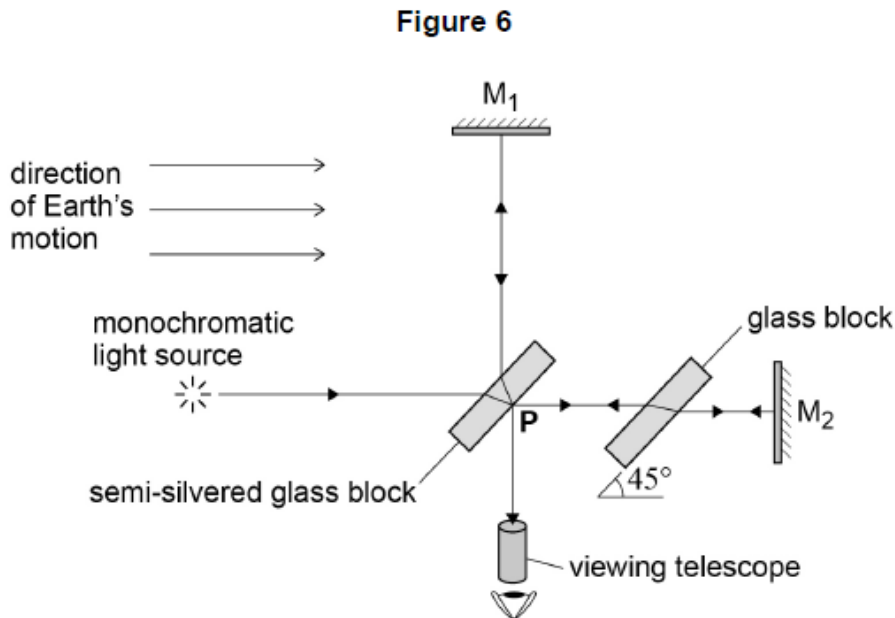 Figure 6
M1
direction
of Earth's
motion
monochromatic
light source
glass block
P
M2
45°
semi-silvered glass block
viewing telescope